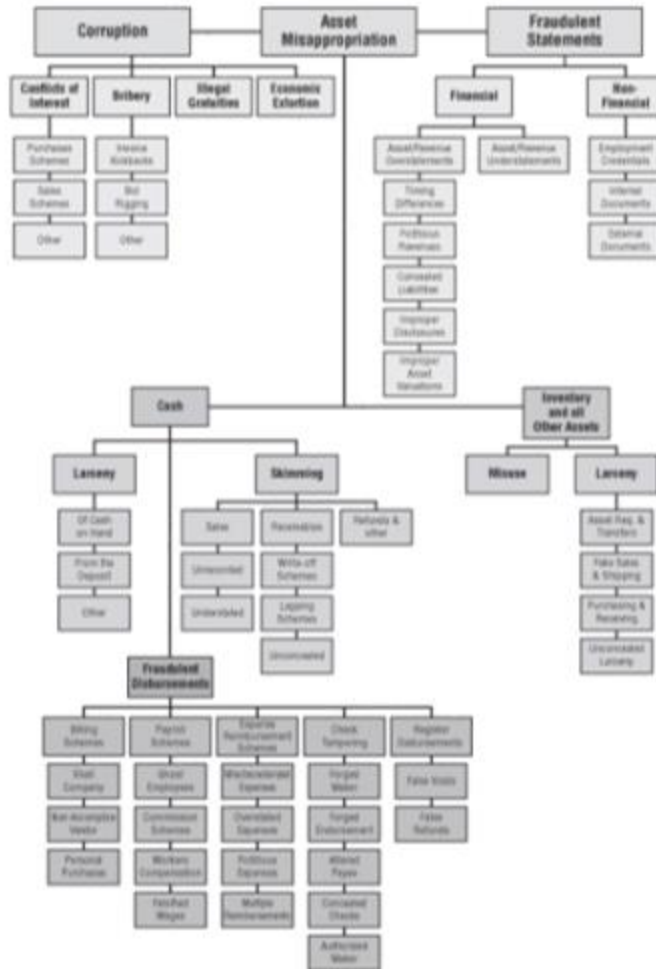 Corruption
Asset
Misappropriation
Fraudulent
Statements
Conflicts of
Interest
Bribery
Illegal
Gratuities
Economic
Extortion
Financial
Non-
Financial
Purchases
Schemes
Sales
Schemes
Other
Invoice
Kickbacks
Bid
Rigging
Other
Asset/Revenue
Overstatements
Timing
Differences
Fictitious
Revenues
Concealed
Liabilities
Improper
Disclosures
Improper
Asset
Valuations
Asset/Revenue
Understatements
Employment
Credentials
Internal
Documents
External
Documents
Cash
Inventory
and all
Other Assets
Larceny
Of Cash
on Hand
From the
Deposit
Other
Skimming
Sales
Unrecorded
Understated
Receivables
Write-off
Schemes
Lapping
Schemes
Unconcealed
Refunds &
Other
Misuse
Larceny
Asset Req. &
Transfers
False Sales
& Shipping
Purchasing &
Receiving
Unconcealed
Larceny
Fraudulent
Disbursements
Billing
Schemes
Shell
Company
Non-Accomplice
Vendor
Personal
Purchases
Payroll
Schemes
Ghost
Employees
Commission
Schemes
Workers
Compensation
Falsified
Wages
Expense
Reimbursement
Schemes
Mischaracterized
Expenses
Overstated
Expenses
Fictitious
Expenses
Multiple
Reimbursements
Check
Tampering
Forged
Maker
Forged
Endorsement
Altered
Payee
Concealed
Checks
Authorized
Maker
Register
Disbursements
False Voids
False
Refunds